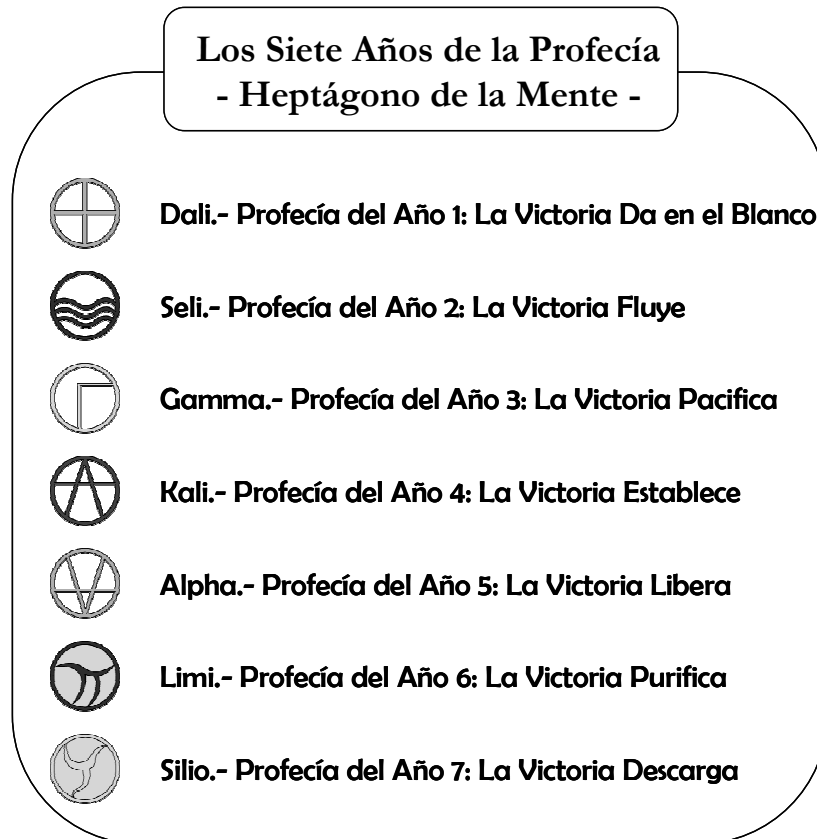 Los Siete Años de la Profecía
- Heptágono de la Mente -
Dali.- Profecía del Año 1: La Victoria Da en el Blanco
Seli.- Profecía del Año 2: La Victoria Fluye
Gamma.- Profecía del Año 3: La Victoria Pacifica
Kali.- Profecía del Año 4: La Victoria Establece
Alpha.- Profecía del Año 5: La Victoria Libera
Limi.- Profecía del Año 6: La Victoria Purifica
Silio.- Profecía del Año 7: La Victoria Descarga